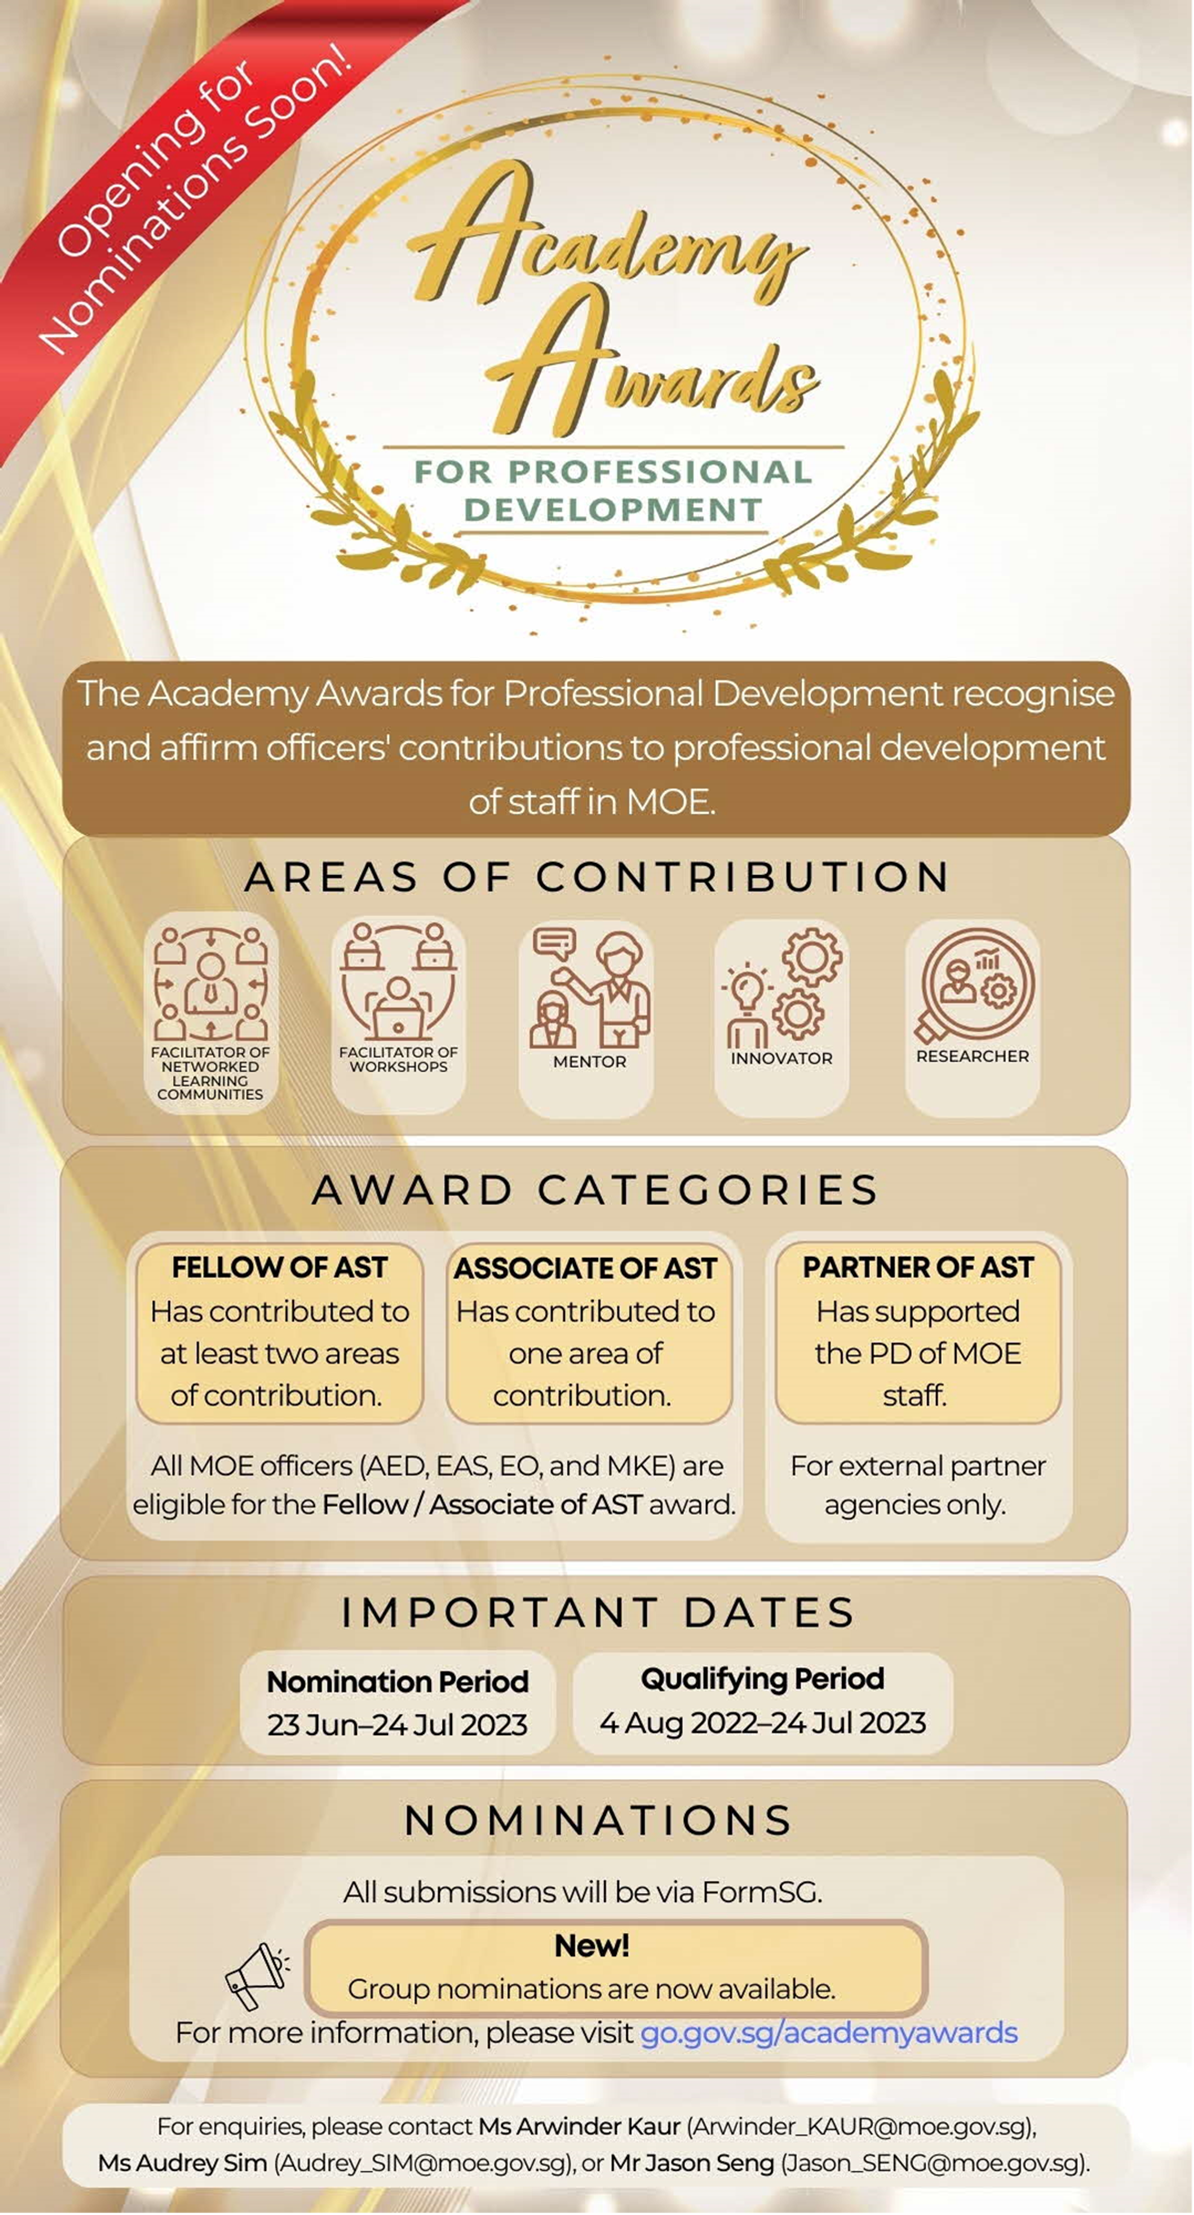 Opening for
Nominations Soon!
Academy
Awards
FOR PROFESSIONAL
DEVELOPMENT
The Academy Awards for Professional Development recognise
and affirm officers' contributions to professional development
of staff in MOE.
AREAS OF CONTRIBUTION
FACILITATOR OF
NETWORKED
LEARNING
COMMUNITIES
FACILITATOR OF
WORKSHOPS
MENTOR
INNOVATOR
RESEARCHER
AWARD CATEGORIES
FELLOW OF AST
Has contributed to
at least two areas
of contribution.
ASSOCIATE OF AST
Has contributed to
one area of
contribution.
All MOE officers (AED, EAS, EO, and MKE) are
eligible for the Fellow / Associate of AST award.
PARTNER OF AST
Has supported
the PD of MOE
staff.
For external partner
agencies only.
IMPORTANT DATES
Nomination Period
23 Jun–24 Jul 2023
Qualifying Period
4 Aug 2022–24 Jul 2023
NOMINATIONS
All submissions will be via FormSG.
New!
Group nominations are now available.
For more information, please visit go.gov.sg/academyawards
For enquiries, please contact Ms Arwinder Kaur (Arwinder_KAUR@moe.gov.sg),
Ms Audrey Sim (Audrey_SIM@moe.gov.sg), or Mr Jason Seng (Jason_SENG@moe.gov.sg).